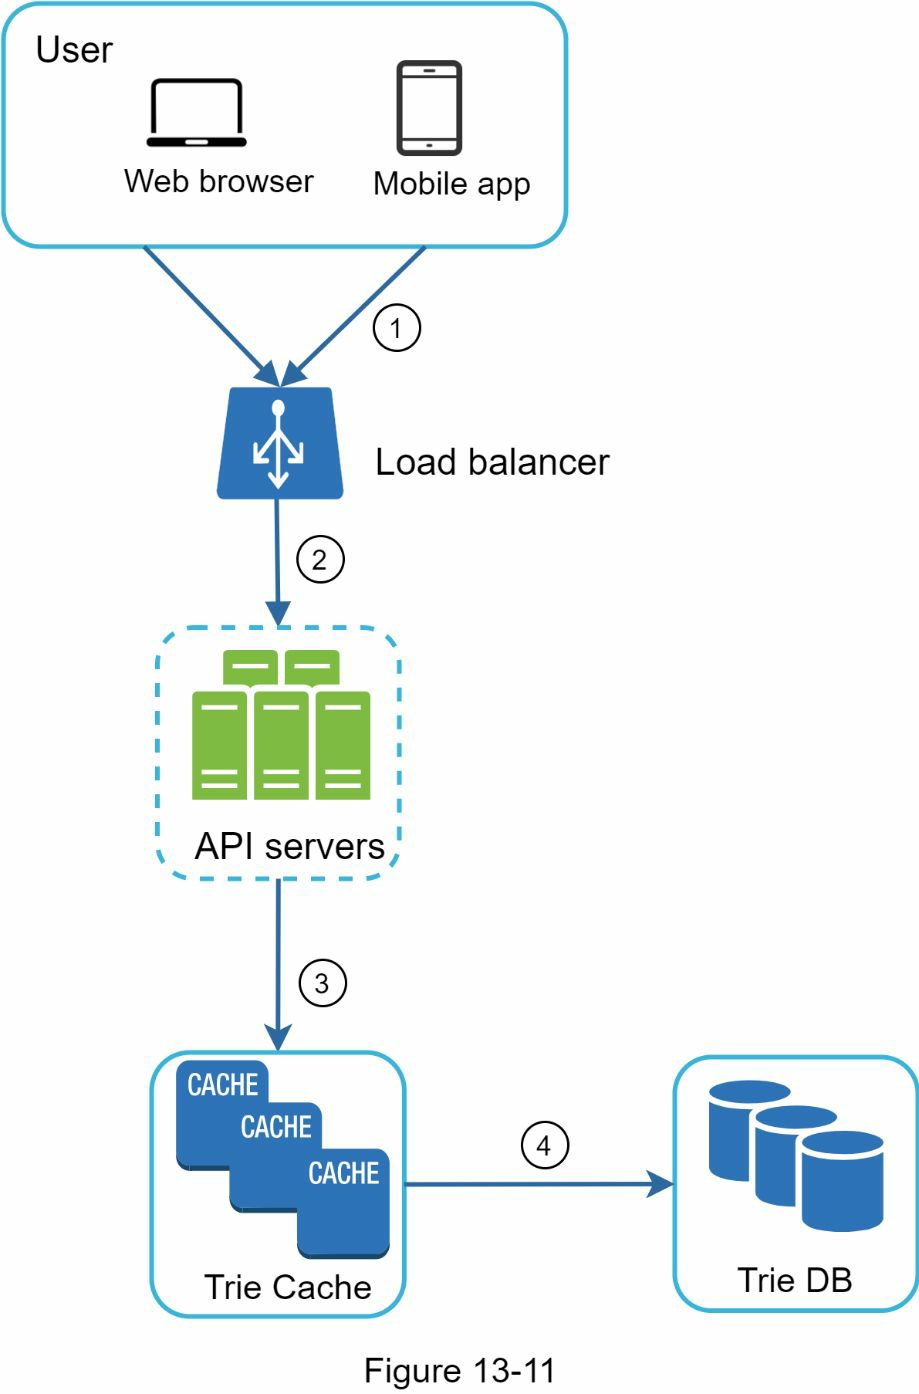 User
Web browser
Mobile app
1
Load balancer
2
API servers
3
CACHE
CACHE
CACHE
4
Trie Cache
Trie DB
Figure 13-11